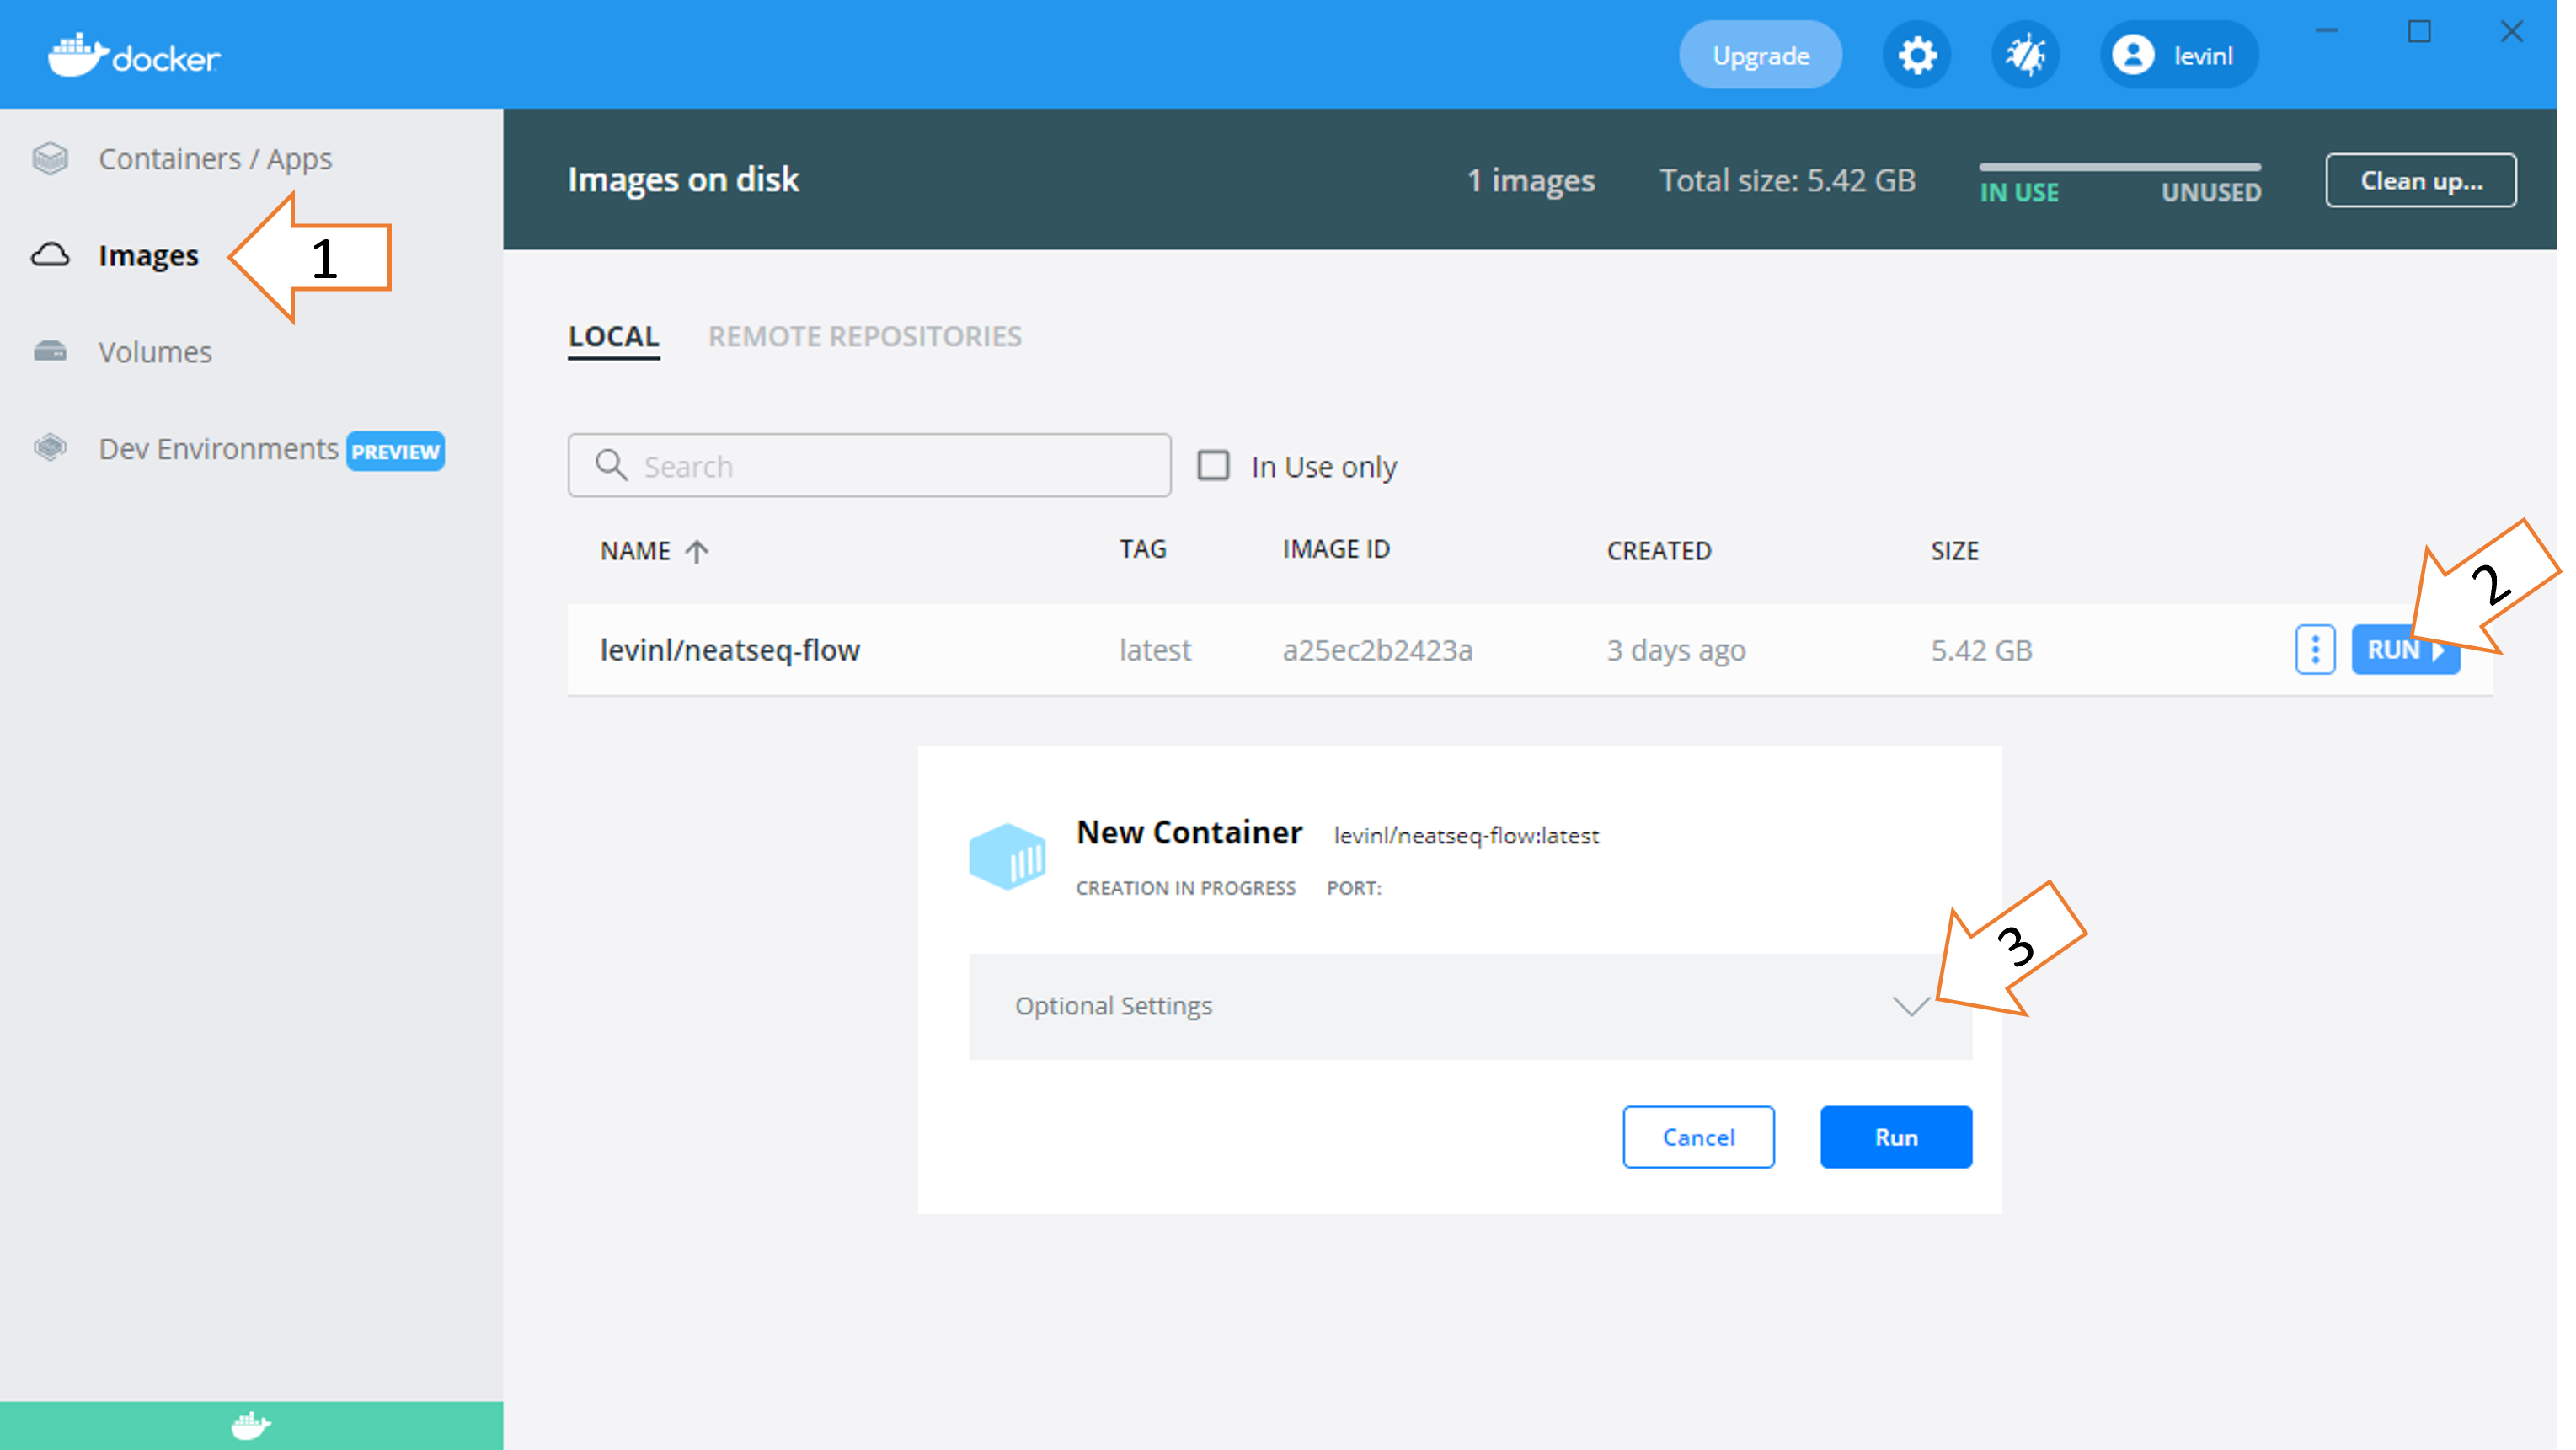 docker
Upgrade
levinl
Containers / Apps
Images
1
Volumes
Dev Environments PREVIEW
Images on disk
1 images
Total size: 5.42 GB
IN USE
UNUSED
Clean up...
LOCAL
REMOTE REPOSITORIES
Search
In Use only
NAME
TAG
IMAGE ID
CREATED
SIZE
2
levinl/neatseq-flow
latest
a25ec2b2423a
3 days ago
5.42 GB
RUN
New Container
levinl/neatseq-flow:latest
CREATION IN PROGRESS
PORT:
3
Optional Settings
Cancel
Run